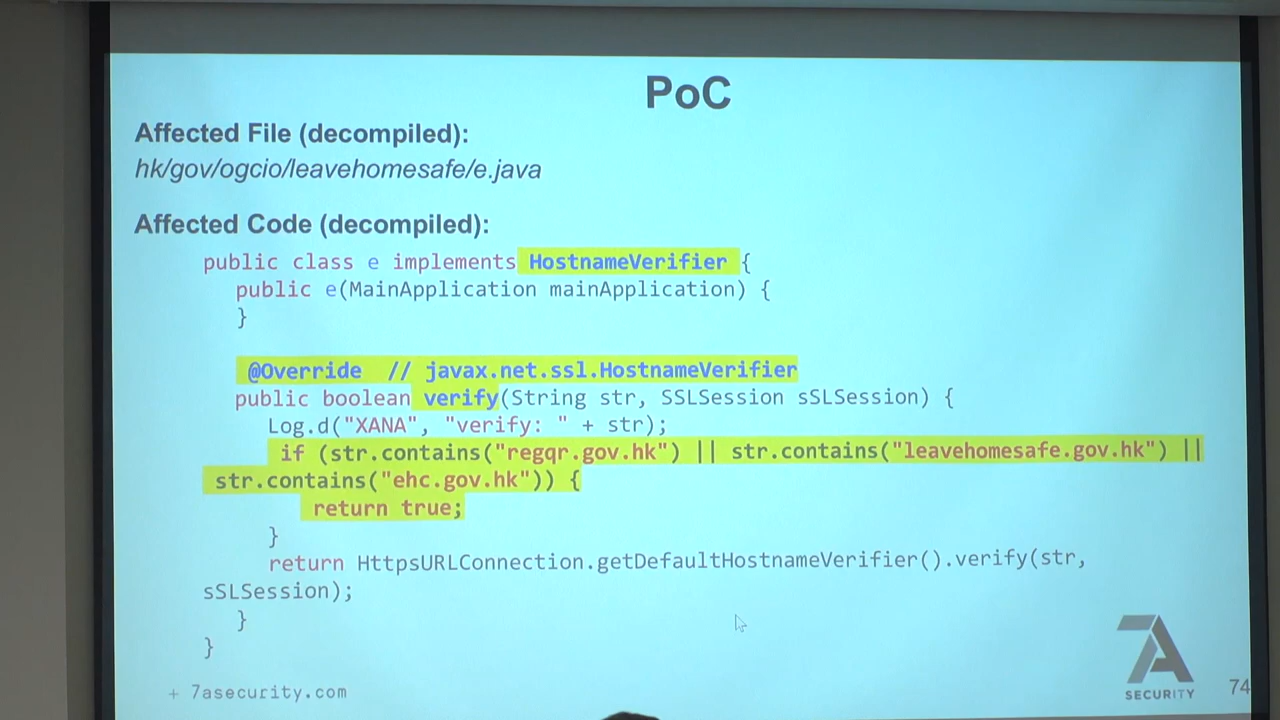 PoC
Affected File (decompiled):
hk/gov/ogcio/leavehomesafe/e.java
Affected Code (decompiled):
public class e implements HostnameVerifier {
public e(MainApplication mainApplication) {
}
@Override // javax.net.ssl.HostnameVerifier
public boolean verify(String str, SSLSession sSLSession) {
Log.d("XANA", "verify: " + str);
if (str.contains("regqr.gov.hk") || str.contains("leavehomesafe.gov.hk") ||
str.contains("ehc.gov.hk")) {
return true;
}
return HttpsURLConnection.getDefaultHostnameVerifier().verify(str,
sSLSession);
}
}
+ 7asecurity.com
7A
SECURITY
74